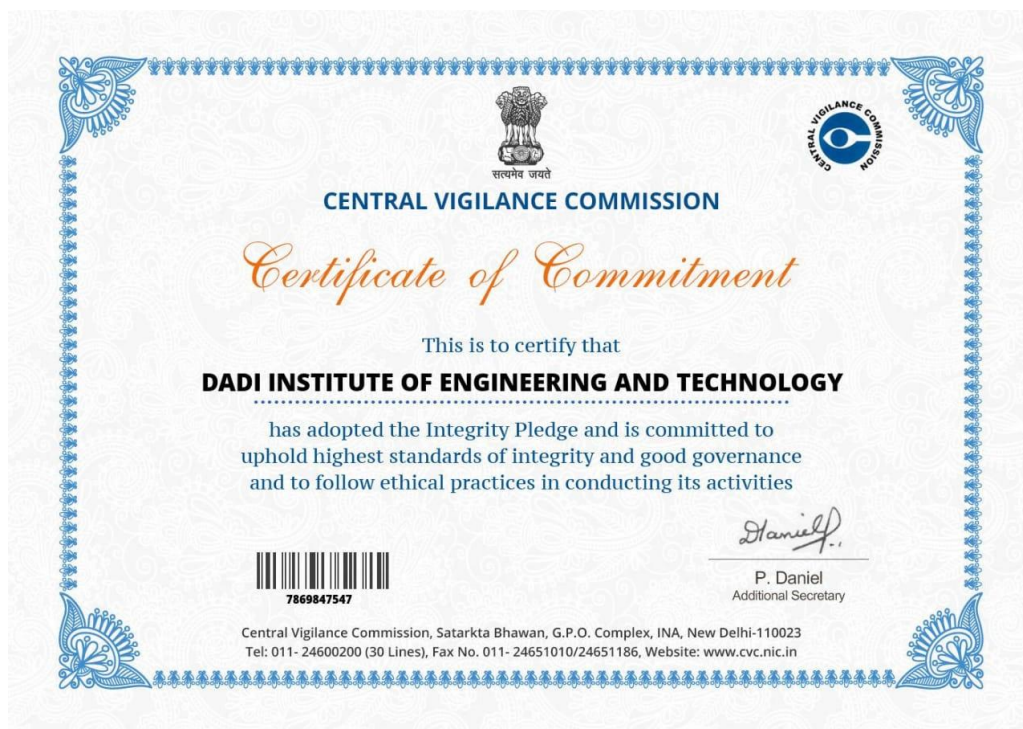 सत्यमेव जयते
CENTRAL VIGILANCE COMMISSION
CENTRAL VIGILANCE COMMISSION
Certificate of Commitment
This is to certify that
DADI INSTITUTE OF ENGINEERING AND TECHNOLOGY
has adopted the Integrity Pledge and is committed to
uphold highest standards of integrity and good governance
and to follow ethical practices in conducting its activities
DanielP.
P. Daniel
Additional Secretary
7869847547
Central Vigilance Commission, Satarkta Bhawan, G.P.O. Complex, INA, New Delhi-110023
Tel: 011- 24600200 (30 Lines), Fax No. 011- 24651010/24651186, Website: www.cvc.nic.in